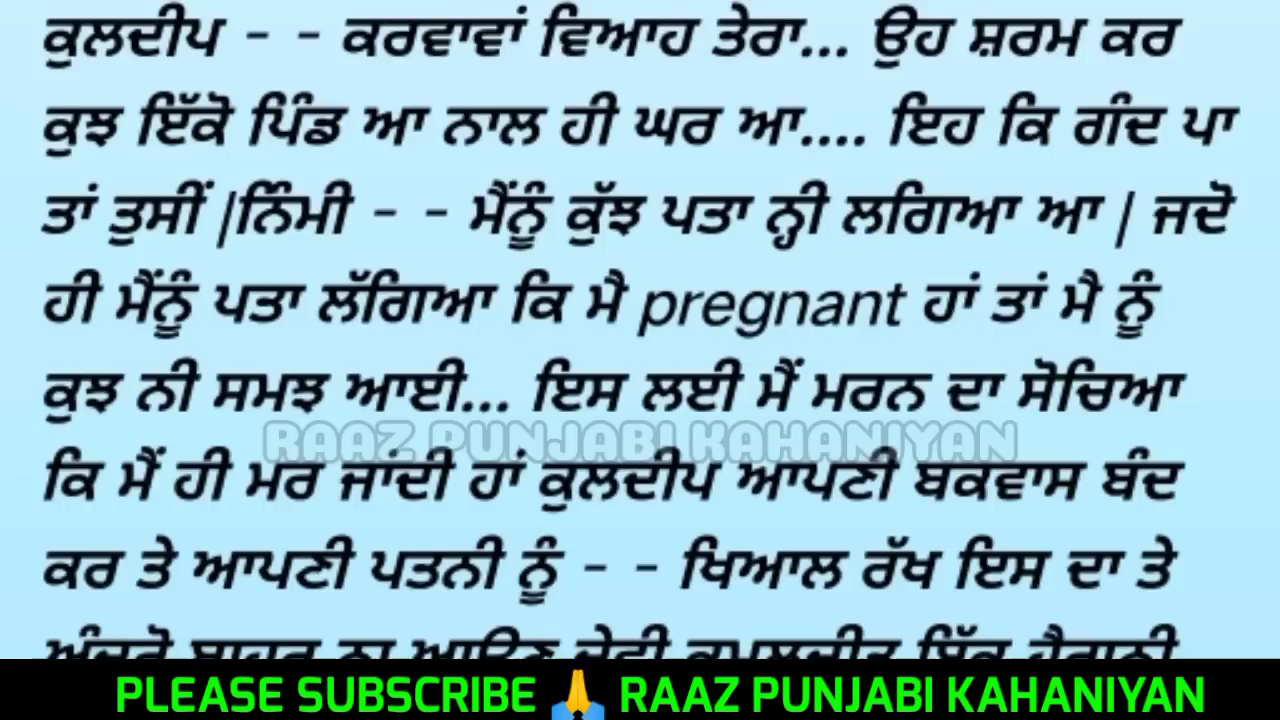 ਕੁਲਦੀਪ - - ਕਰਵਾਵਾਂ ਵਿਆਹ ਤੇਰਾ... ਉਹ ਸ਼ਰਮ ਕਰ
ਕੁਝ ਇੱਕੋ ਪਿੰਡ ਆ ਨਾਲ ਹੀ ਘਰ ਆ.... ਇਹ ਕਿ ਗੰਦ ਪਾ
ਤਾਂ ਤੁਸੀਂ |ਨਿੰਮੀ - - ਮੈਂਨੂੰ ਕੁੱਝ ਪਤਾ ਨ੍ਹੀ ਲਗਿਆ ਆ | ਜਦੋ
ਹੀ ਮੈਂਨੂੰ ਪਤਾ ਲੱਗਿਆ ਕਿ ਮੈ pregnant ਹਾਂ ਤਾਂ ਮੈ ਨੂੰ
ਕੁਝ ਨੀ ਸਮਝ ਆਈ... ਇਸ ਲਈ ਮੈਂ ਮਰਨ ਦਾ ਸੋਚਿਆ
RAAZ PUNJABI KAHANIYAN
ਕਿ ਮੈਂ ਹੀ ਮਰ ਜਾਂਦੀ ਹਾਂ ਕੁਲਦੀਪ ਆਪਣੀ ਬਕਵਾਸ ਬੰਦ
ਕਰ ਤੇ ਆਪਣੀ ਪਤਨੀ ਨੂੰ - - ਖਿਆਲ ਰੱਖ ਇਸ ਦਾ ਤੇ
PLEASE SUBSCRIBE 🙏 RAAZ PUNJABI KAHANIYAN